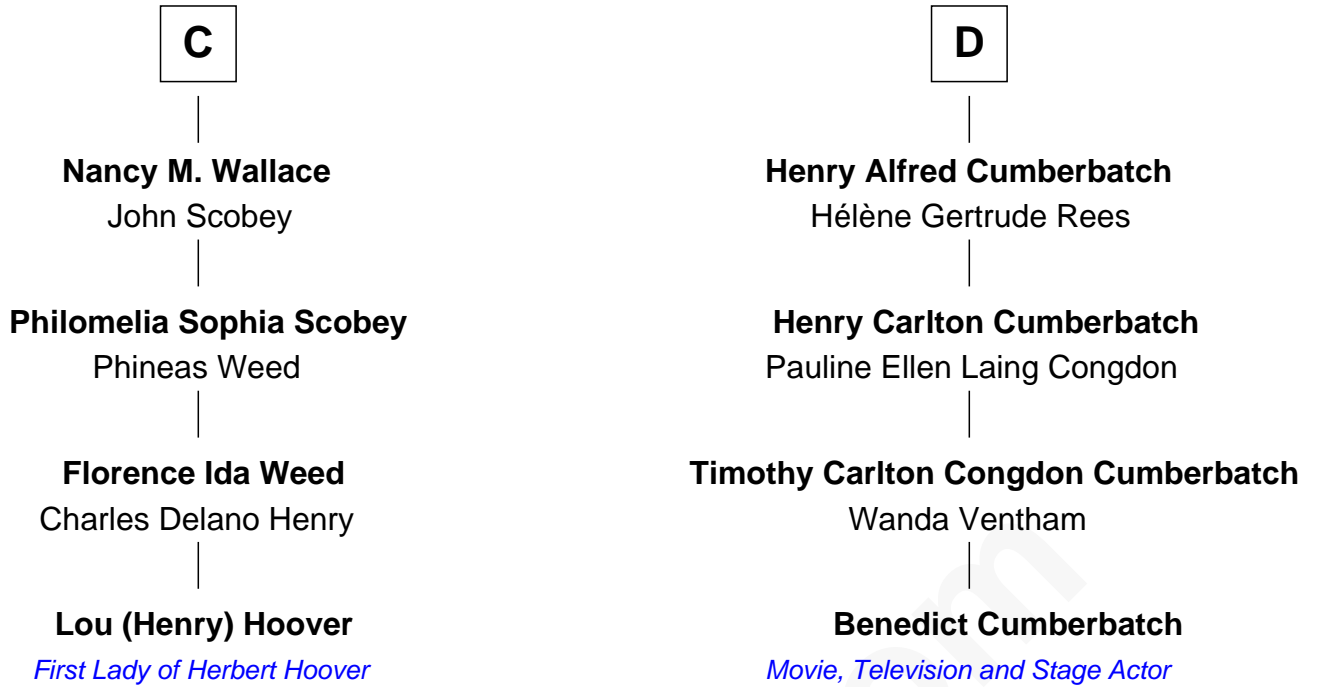 C
Nancy M. Wallace
John Scobey
Philomelia Sophia Scobey
Phineas Weed
Florence Ida Weed
Charles Delano Henry
Lou (Henry) Hoover
First Lady of Herbert Hoover
D
Henry Alfred Cumberbatch
Hélène Gertrude Rees
Henry Carlton Cumberbatch
Pauline Ellen Laing Congdon
Timothy Carlton Congdon Cumberbatch
Wanda Ventham
Benedict Cumberbatch
Movie, Television and Stage Actor